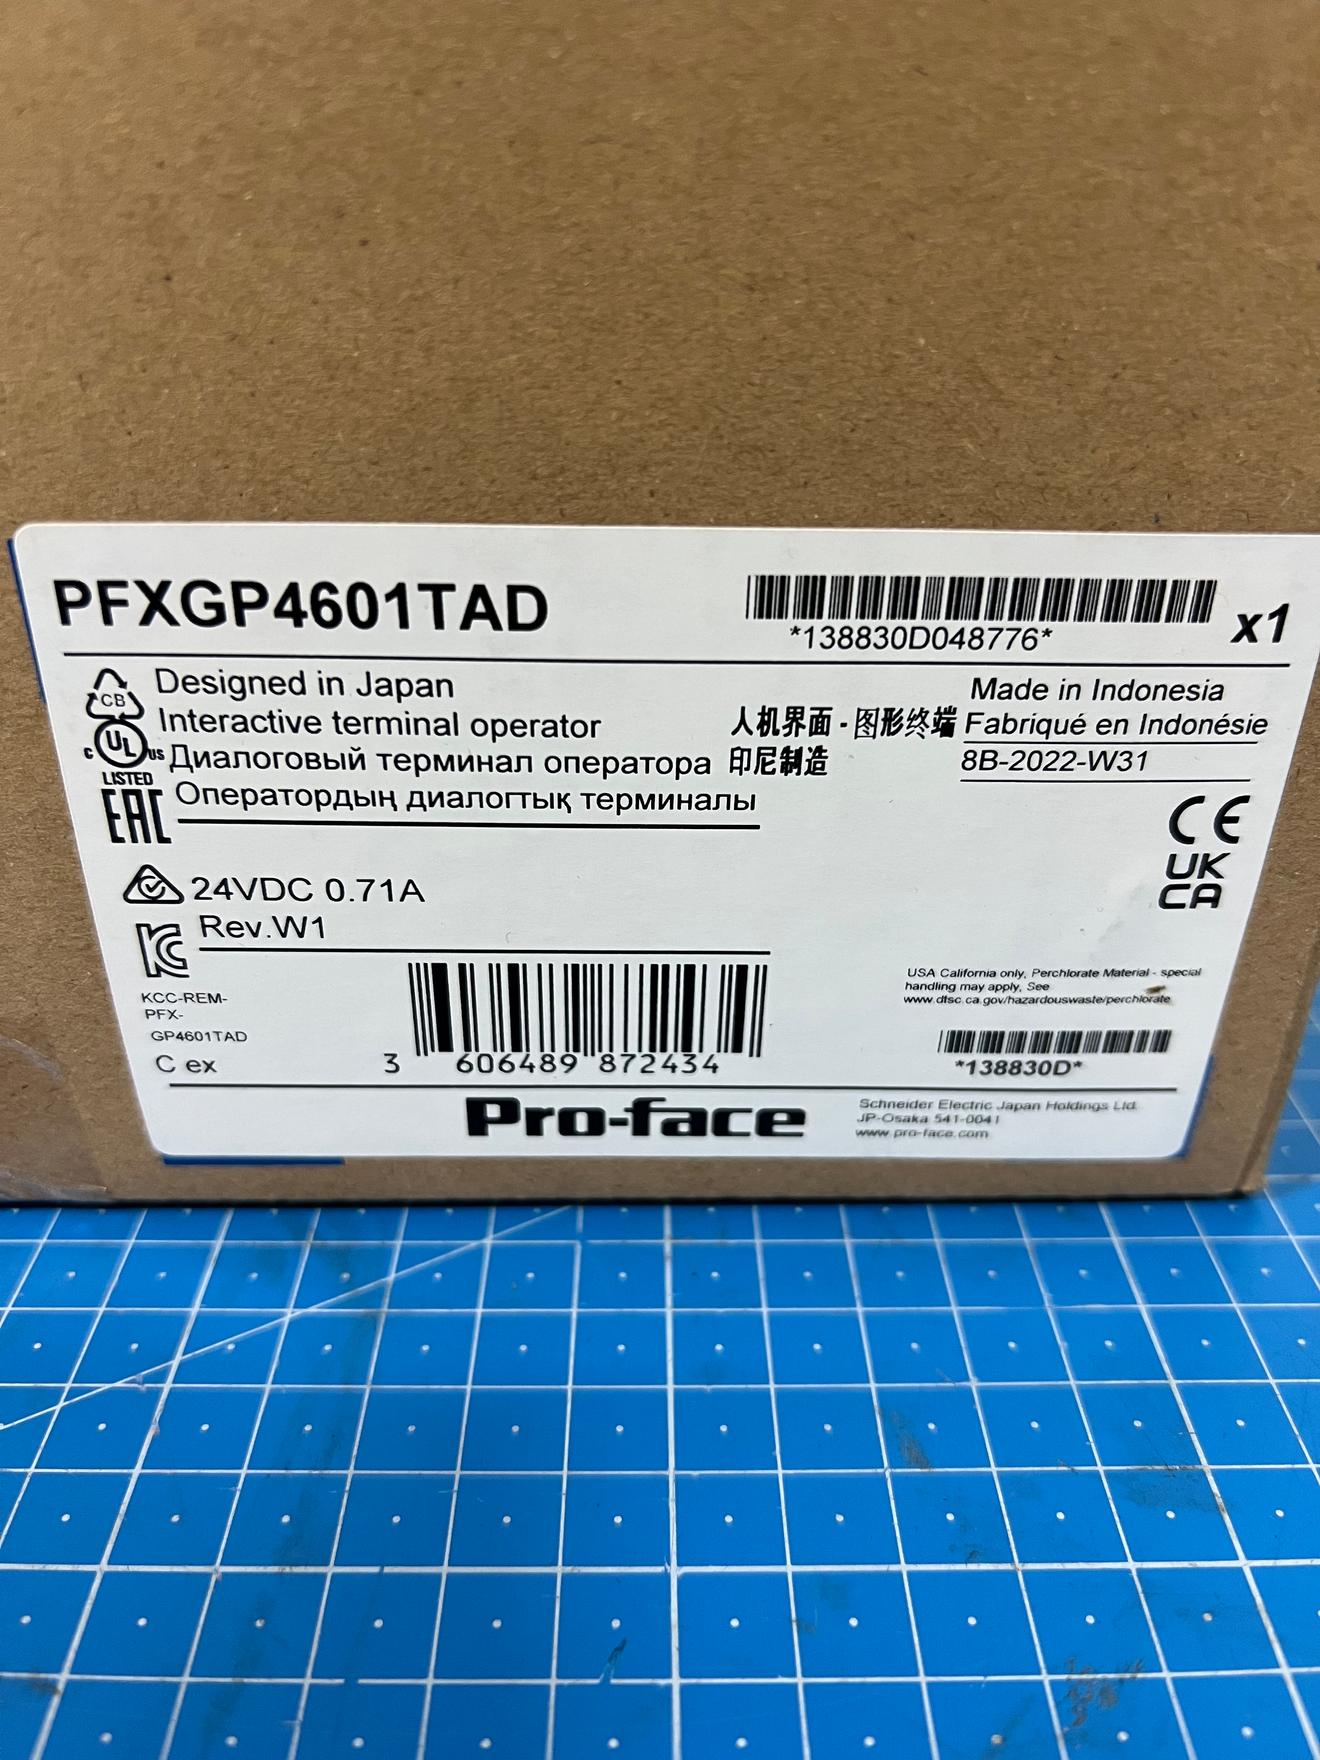 PFXGP4601TAD
*138830D048776*
x1
CB
Designed in Japan
Interactive terminal operator
Диалоговый терминал оператора
Оператордың диалогтық терминалы
人机界面 - 图形终端
印尼制造
Made in Indonesia
Fabriqué en Indonésie
8B-2022-W31
C UL US
LISTED
EAC
CE
UK
CA
24VDC 0.71A
Rev.W1
KCC-REM-
PFX-
GP4601TAD
C ex
3 606489 872434
USA California only, Perchlorate Material - special
handling may apply, See
www.dtsc.ca.gov/hazardouswaste/perchlorate
*138830D*
Pro-face
Schneider Electric Japan Holdings Ltd.
JP-Osaka 541-0041
www.pro-face.com